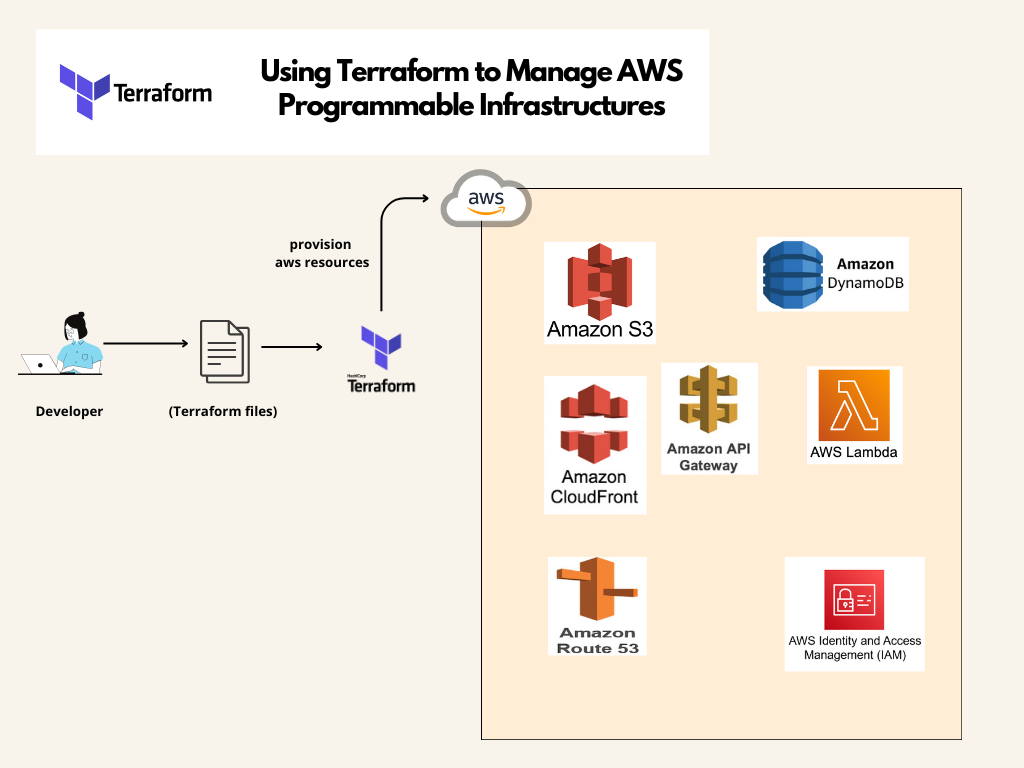 Terraform
Using Terraform to Manage AWS
Programmable Infrastructures
aws
provision
aws resources
Developer
(Terraform files)
HashiCorp
Terraform
Amazon S3
Amazon
DynamoDB
Amazon
CloudFront
Amazon API
Gateway
AWS Lambda
Amazon
Route 53
AWS Identity and Access
Management (IAM)